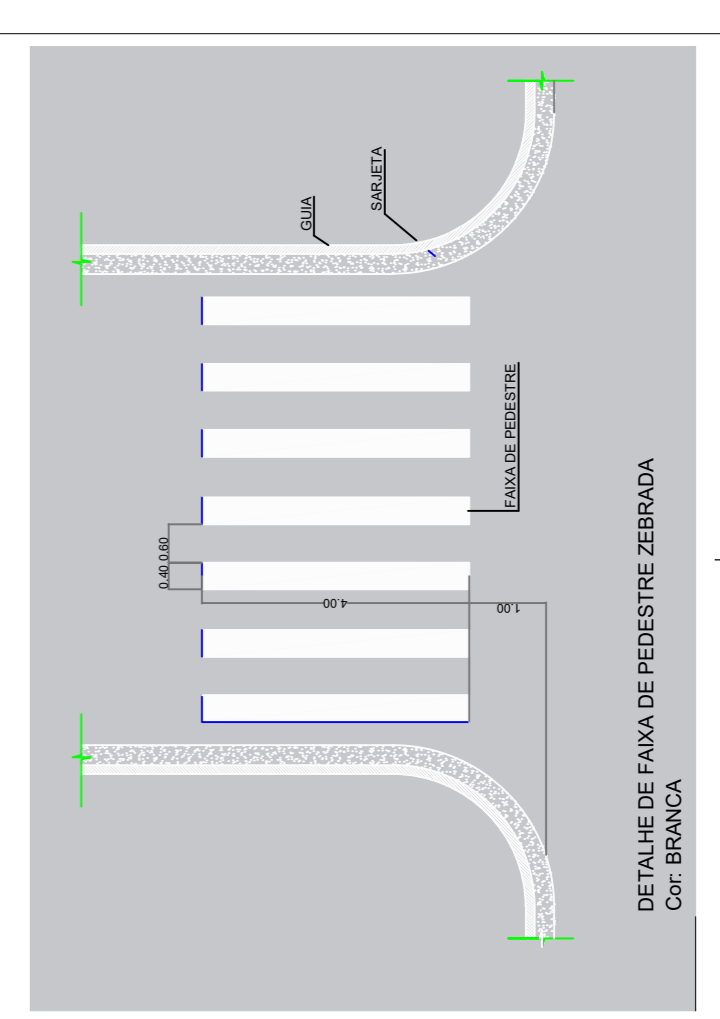 GUIA
SARJETA
FAIXA DE PEDESTRE
0.40 0.60
4.00
1.00
DETALHE DE FAIXA DE PEDESTRE ZEBRADA
Cor: BRANCA